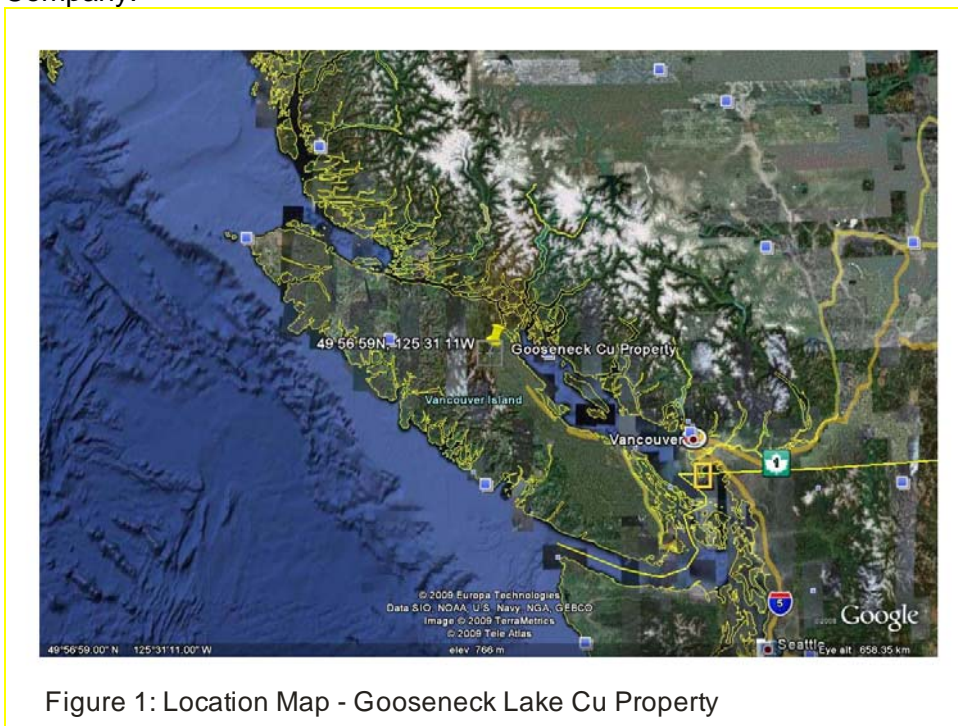 49 56 59N, 125 31 11W
Gooseneck Cu Property
Vancouver Island
Vancouver
1
© 2009 Europa Technologies
Data SIO, NOAA, U.S. Navy, NGA, GEBCO
Image © 2009 TerraMetrics
© 2009 Tele Atlas
5
Google
Seattle
49°56'59.00" N 125°31'11.00" W
elev 766 m
Eye alt 658.35 km
Figure 1: Location Map - Gooseneck Lake Cu Property